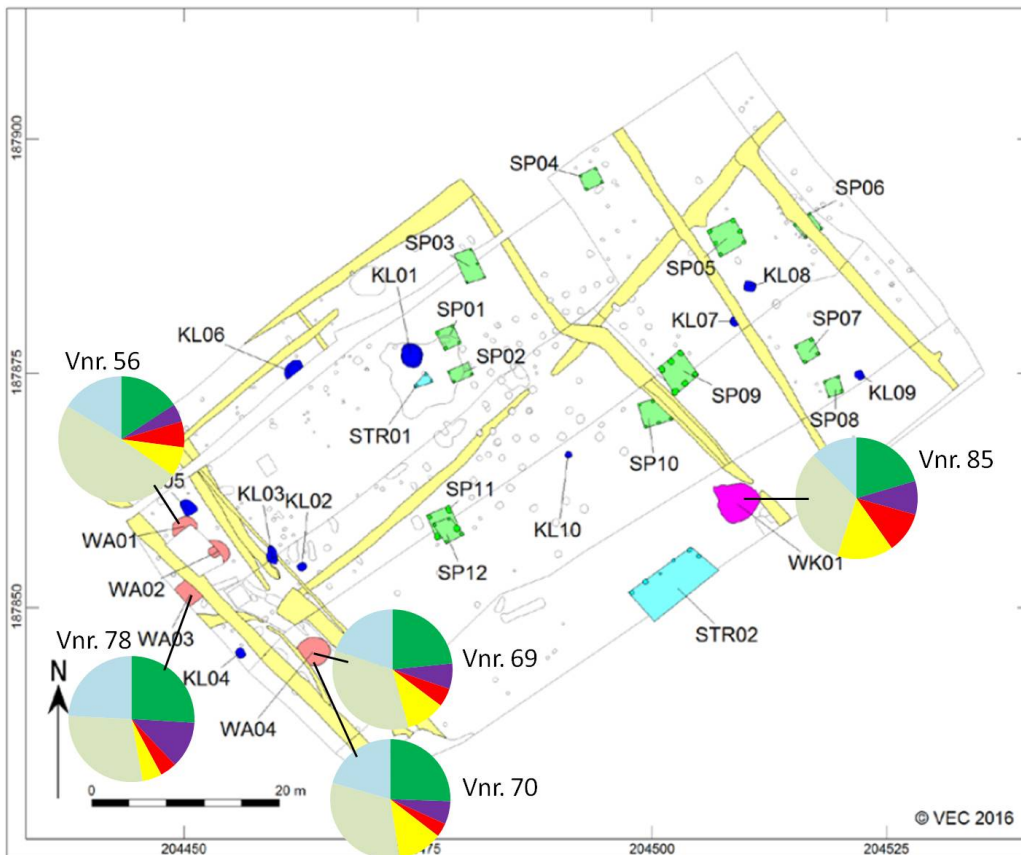 187900
187875
187850
SP04
SP06
SP03
KL01
SP05
KL08
SP01
KL06
KL07
SP07
SP02
Vnr. 56
SP09
KL09
STR01
SP08
SP10
Vnr. 85
KL03
KL02
SP11
WA01
KL10
SP12
WK01
WA02
WA03
STR02
Vnr. 78
Vnr. 69
N
KL04
WA04
Vnr. 70
0
20 m
© VEC 2016
204450
204500
204525